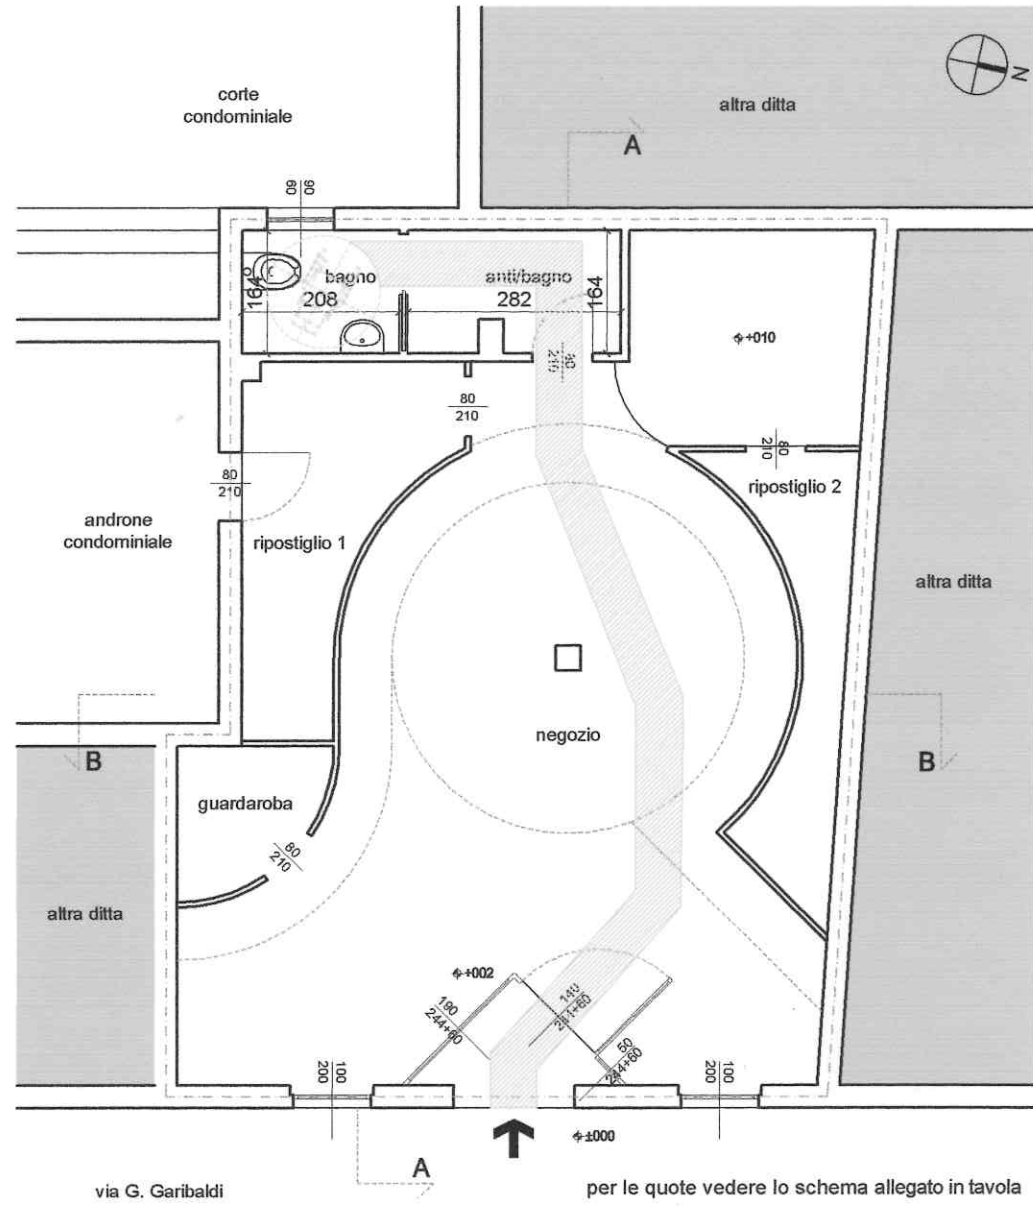 corte
condominiale
altra ditta
N
A
60
90
bagno
anti/bagno
164
208
282
164
80
210
+010
80
210
80
210
80
210
ripostiglio 2
androne
condominiale
ripostiglio 1
altra ditta
negozio
B
B
guardaroba
80
210
altra ditta
+002
190
244+60
140
244+60
50
244+60
100
200
100
200
±000
A
via G. Garibaldi
per le quote vedere lo schema allegato in tavola